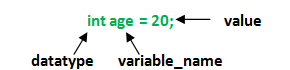 int age = 20; value
datatype variable_name